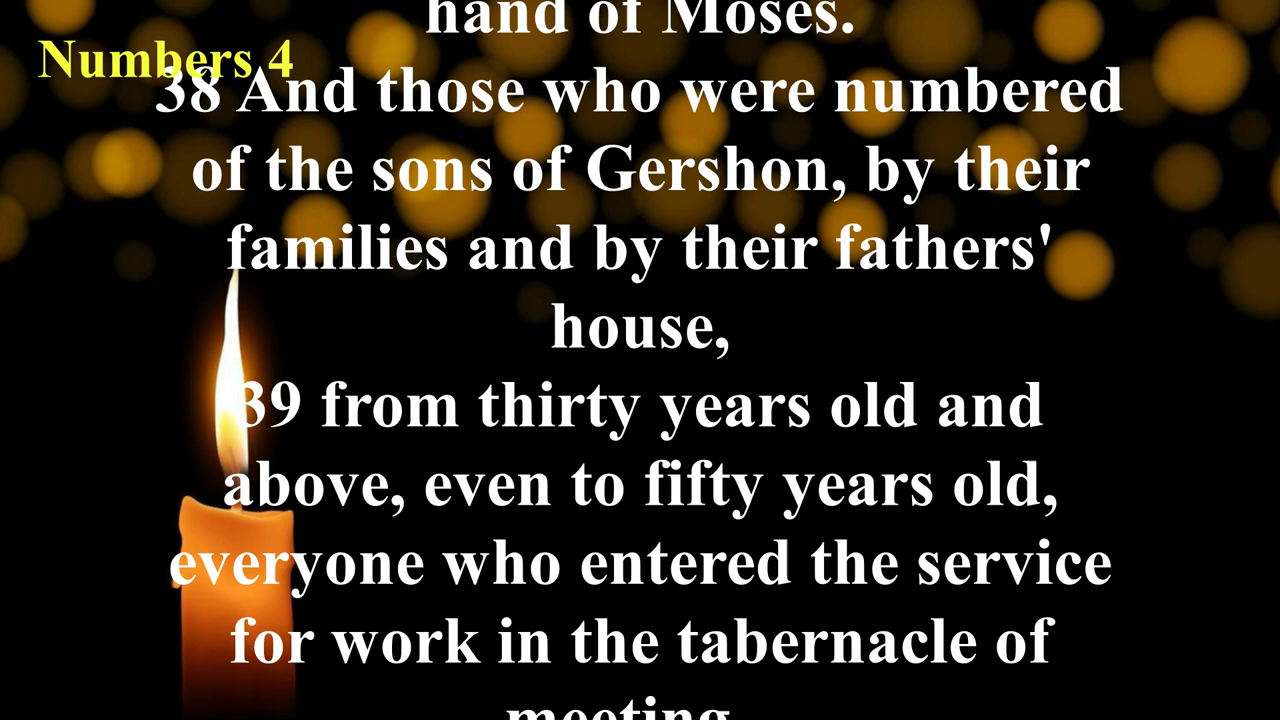 hand of Moses.
Numbers 4
38 And those who were numbered
of the sons of Gershon, by their
families and by their fathers'
house,
39 from thirty years old and
above, even to fifty years old,
everyone who entered the service
for work in the tabernacle of
meeting